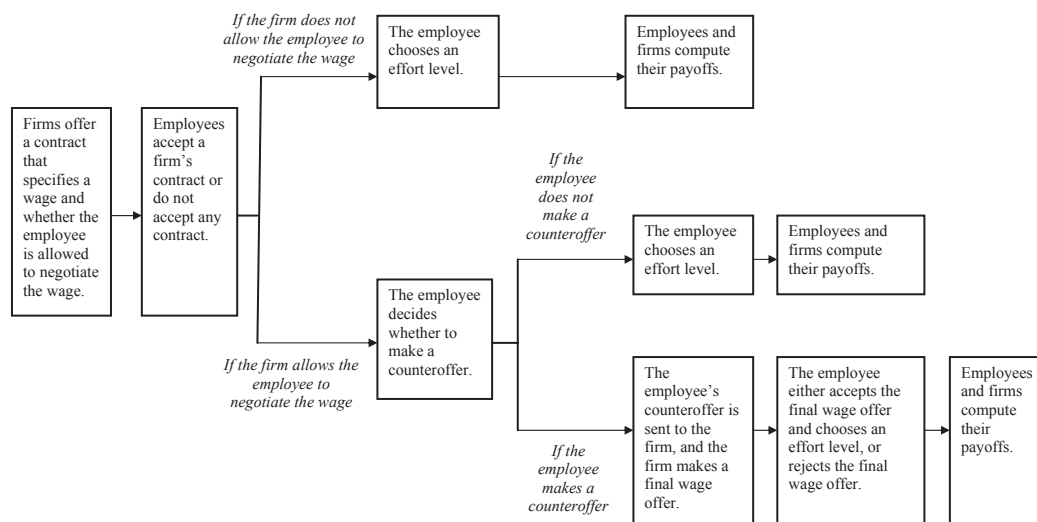 If the firm does not
allow the employee to
negotiate the wage
The employee
chooses an
effort level.
Employees and
firms compute
their payoffs.
Firms offer
a contract
that
specifies a
wage and
whether the
employee
is allowed
to negotiate
the wage.
Employees
accept a
firm's
contract or
do not
accept any
contract.
If the
employee
does not
make a
counteroffer
The employee
chooses an
effort level.
Employees and
firms compute
their payoffs.
The employee
decides
whether to
make a
counteroffer.
If the firm allows the
employee to
negotiate the wage
If the
employee
makes a
counteroffer
The
employee's
counteroffer is
sent to the
firm, and the
firm makes a
final wage
offer.
The employee
either accepts the
final wage offer
and chooses an
effort level, or
rejects the final
wage offer.
Employees
and firms
compute
their
payoffs.